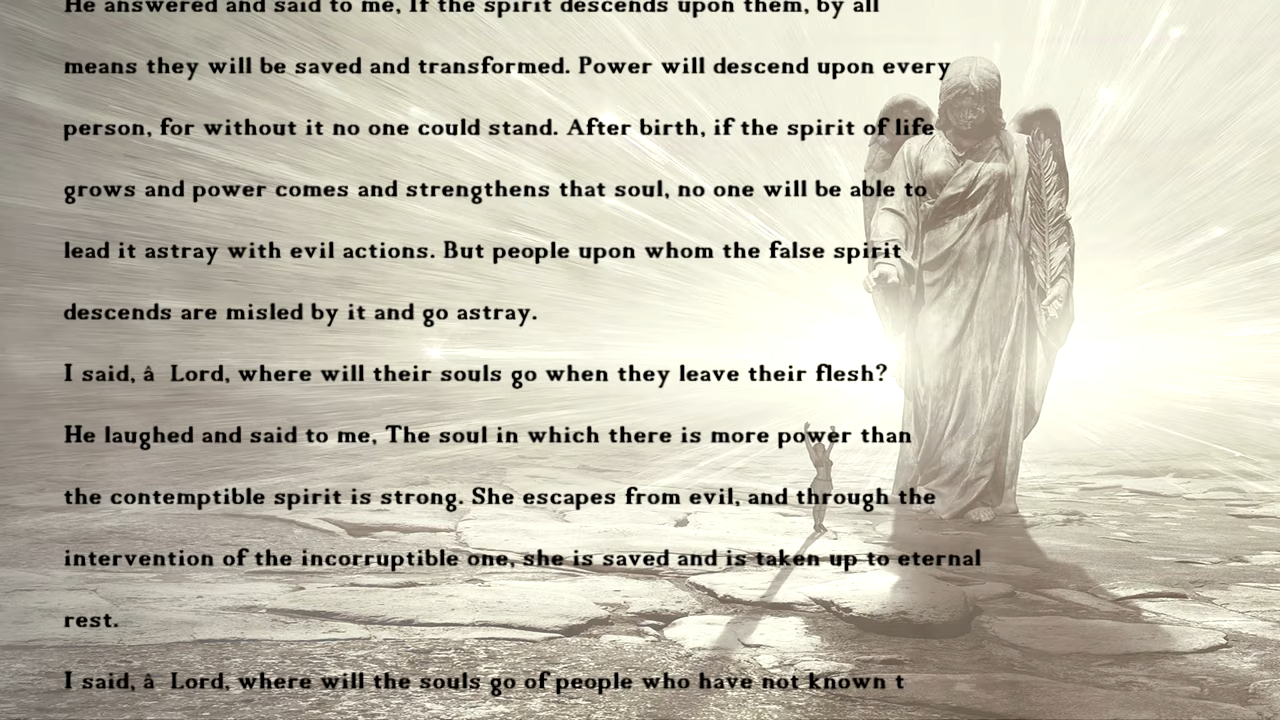 He answered and said to me, If the spirit descends upon them, by all
means they will be saved and transformed. Power will descend upon every
person, for without it no one could stand. After birth, if the spirit of life
grows and power comes and strengthens that soul, no one will be able to
lead it astray with evil actions. But people upon whom the false spirit
descends are misled by it and go astray.
I said, â Lord, where will their souls go when they leave their flesh?
He laughed and said to me, The soul in which there is more power than
the contemptible spirit is strong. She escapes from evil, and through the
intervention of the incorruptible one, she is saved and is taken up to eternal
rest.
I said, â Lord, where will the souls go of people who have not known t